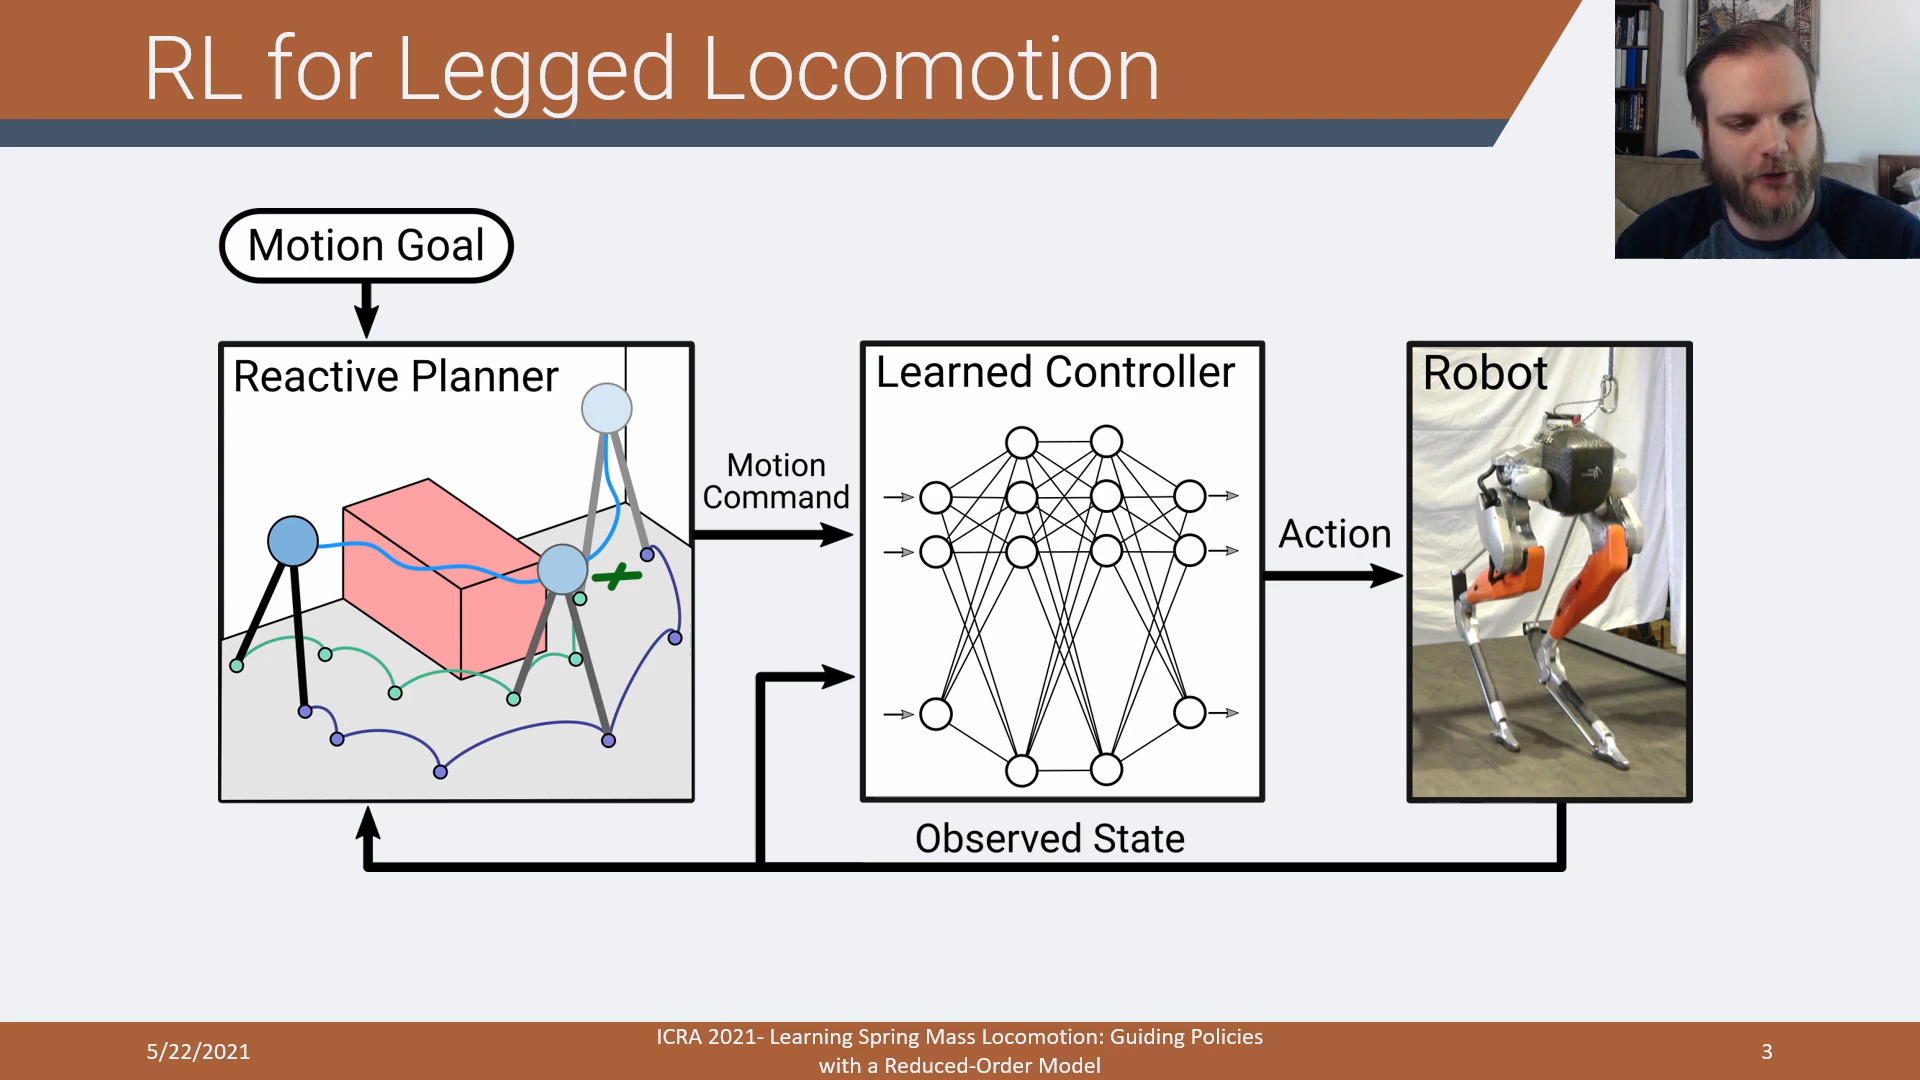 RL for Legged Locomotion
Motion Goal
Reactive Planner
Motion
Command
Learned Controller
Action
Robot
Observed State
5/22/2021
ICRA 2021- Learning Spring Mass Locomotion: Guiding Policies
with a Reduced-Order Model
3